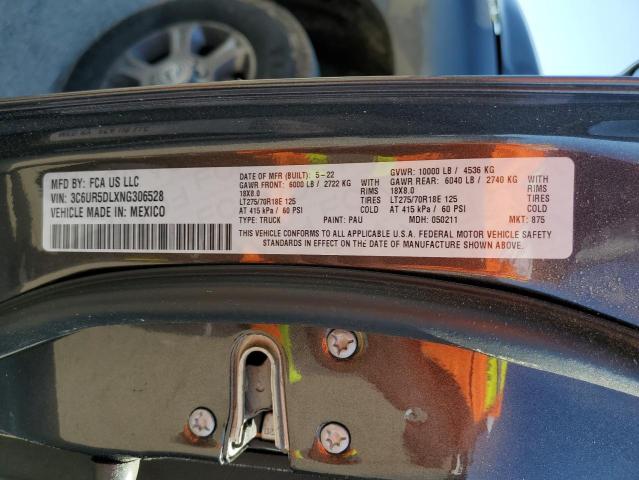 MFD BY: FCA US LLC
VIN: 3C6UR5DLXNG306528
VEHICLE MADE IN: MEXICO
DATE OF MFR (BUILT): 5-22
GAWR FRONT: 6000 LB / 2722 KG
18X8.0 WITH RIMS
LT275/70R18E 125 TIRES
AT 415 kPa / 60 PSI COLD
TYPE: TRUCK PAINT: PAU
GVWR: 10000 LB / 4536 KG
GAWR REAR: 6040 LB / 2740 KG
18X8.0 WITH RIMS
LT275/70R18E 125 TIRES
AT 415 kPa / 60 PSI COLD
MDH: 050211 MKT: 875
THIS VEHICLE CONFORMS TO ALL APPLICABLE U.S.A. FEDERAL MOTOR VEHICLE SAFETY
STANDARDS IN EFFECT ON THE DATE OF MANUFACTURE SHOWN ABOVE.